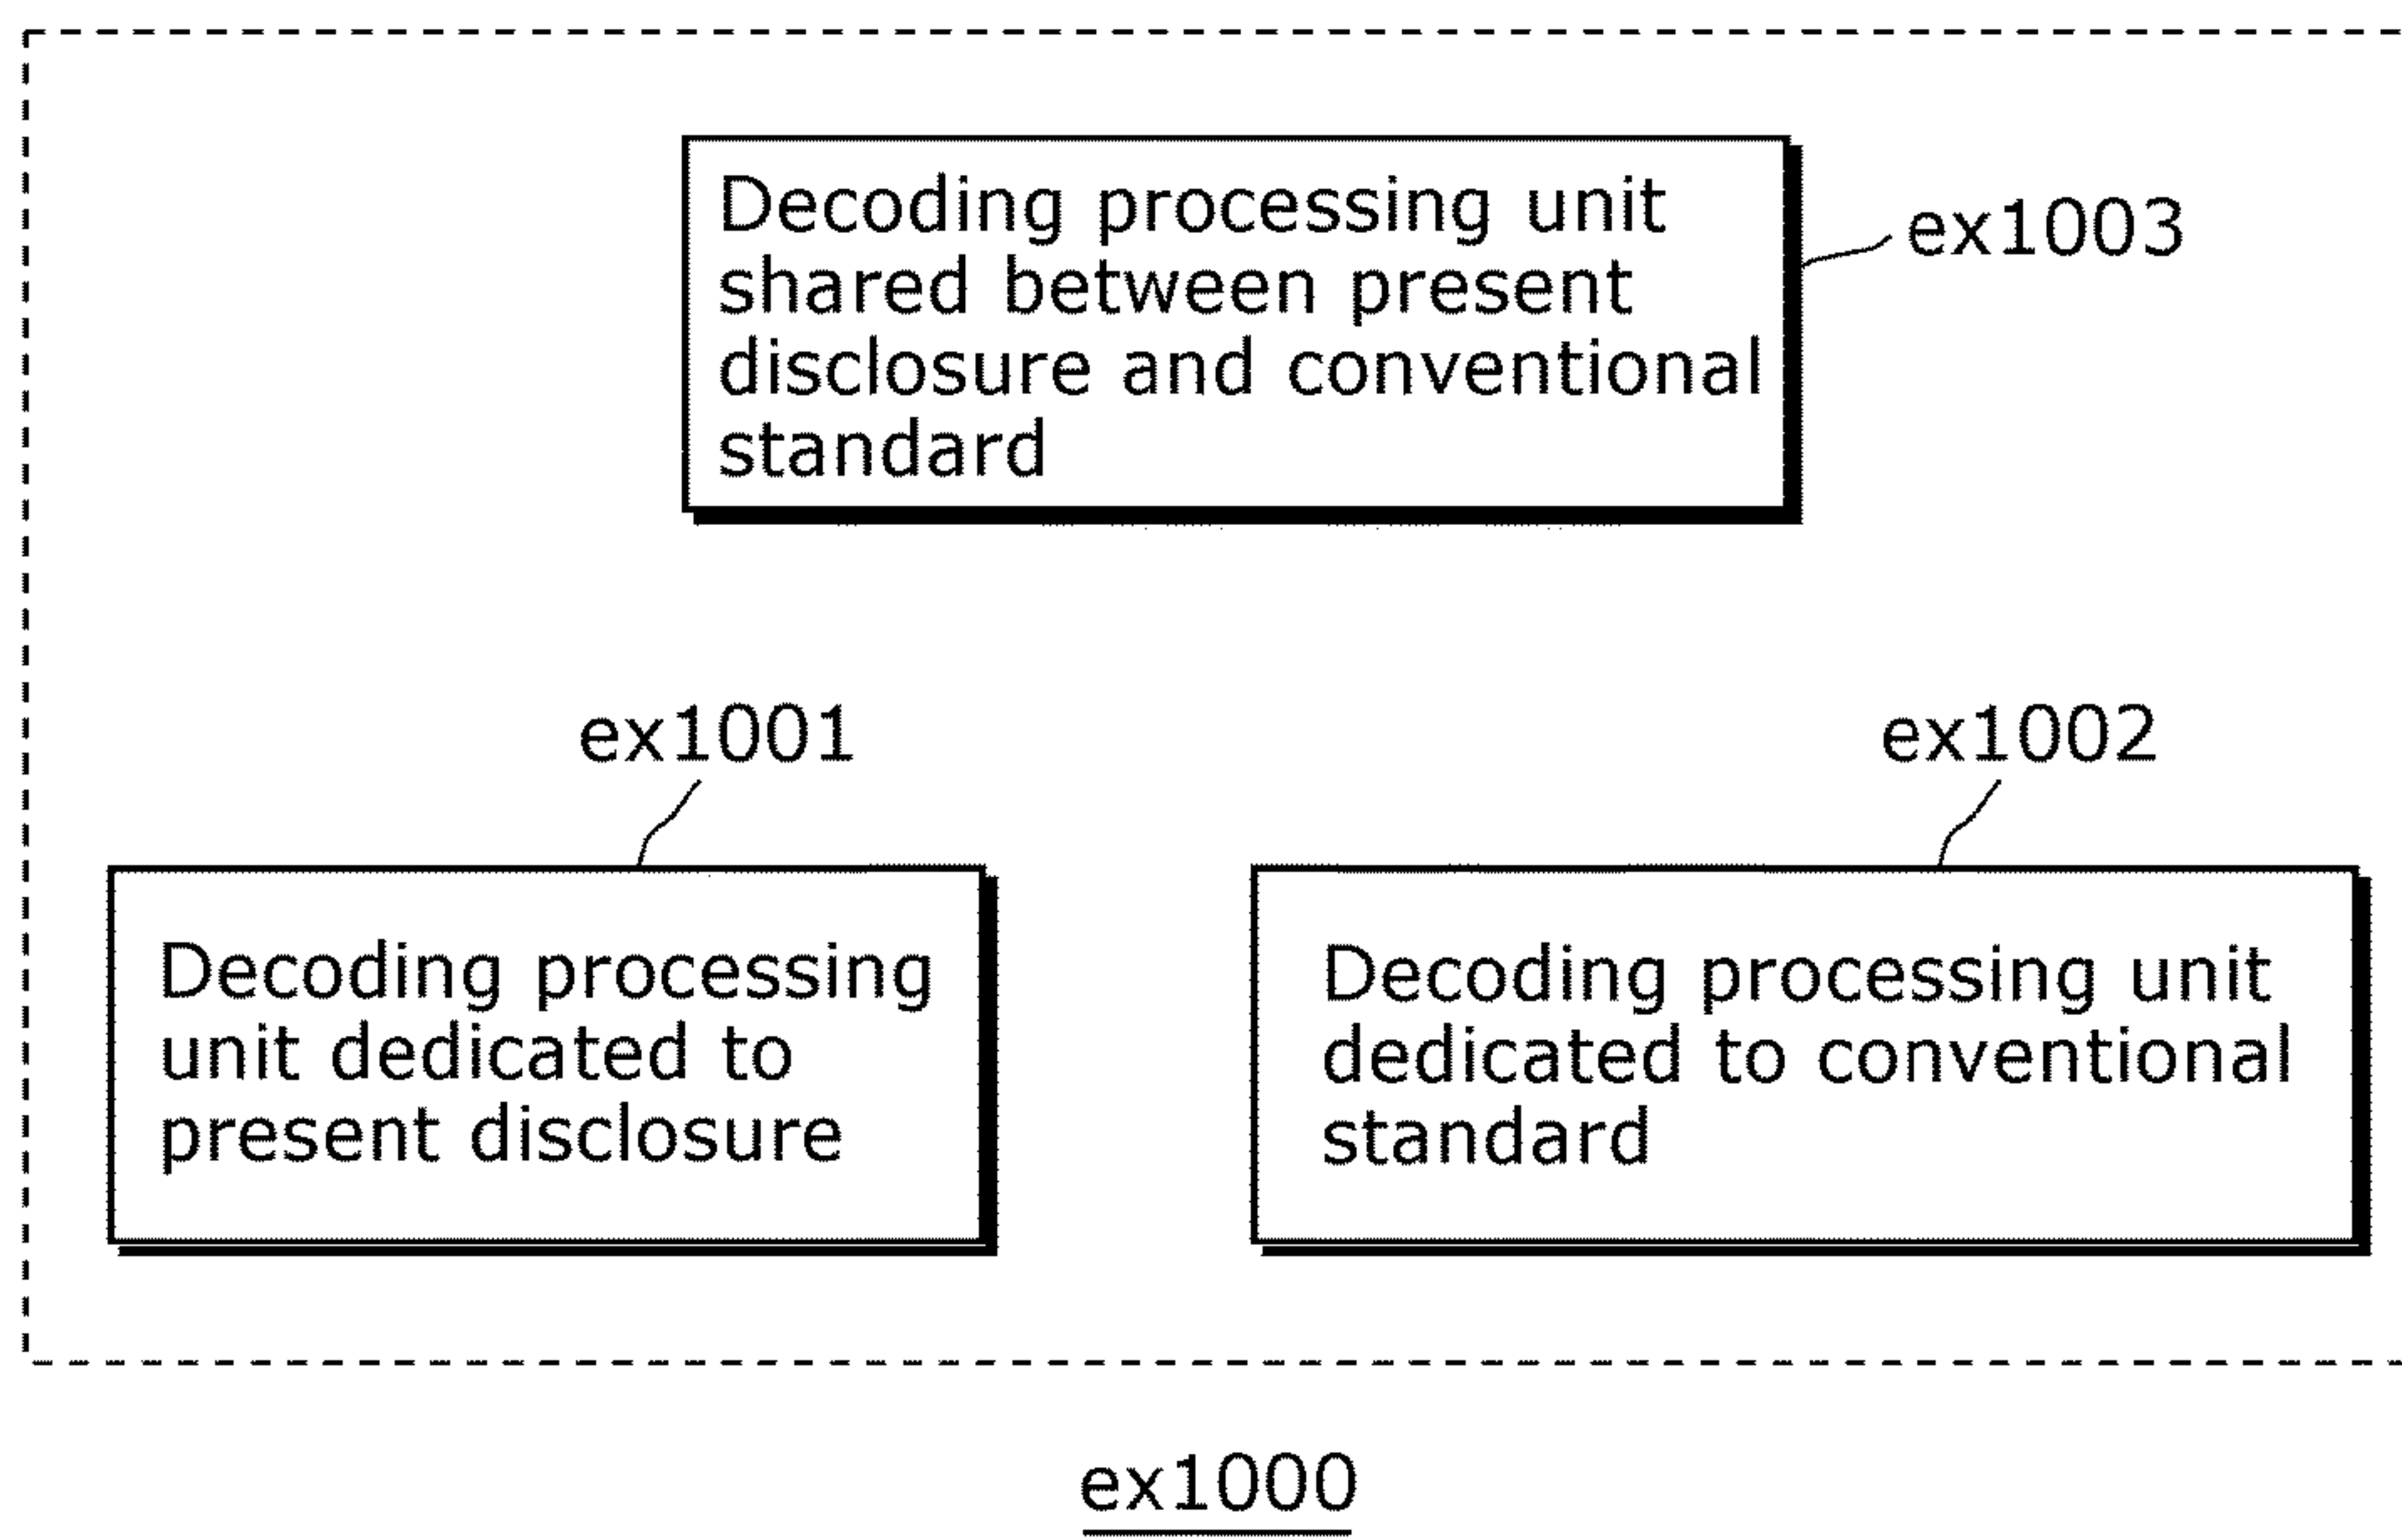 Decoding processing unit
shared between present
disclosure and conventional
standard
ex1003
ex1001
ex1002
Decoding processing
unit dedicated to
present disclosure
Decoding processing unit
dedicated to conventional
standard
ex1000